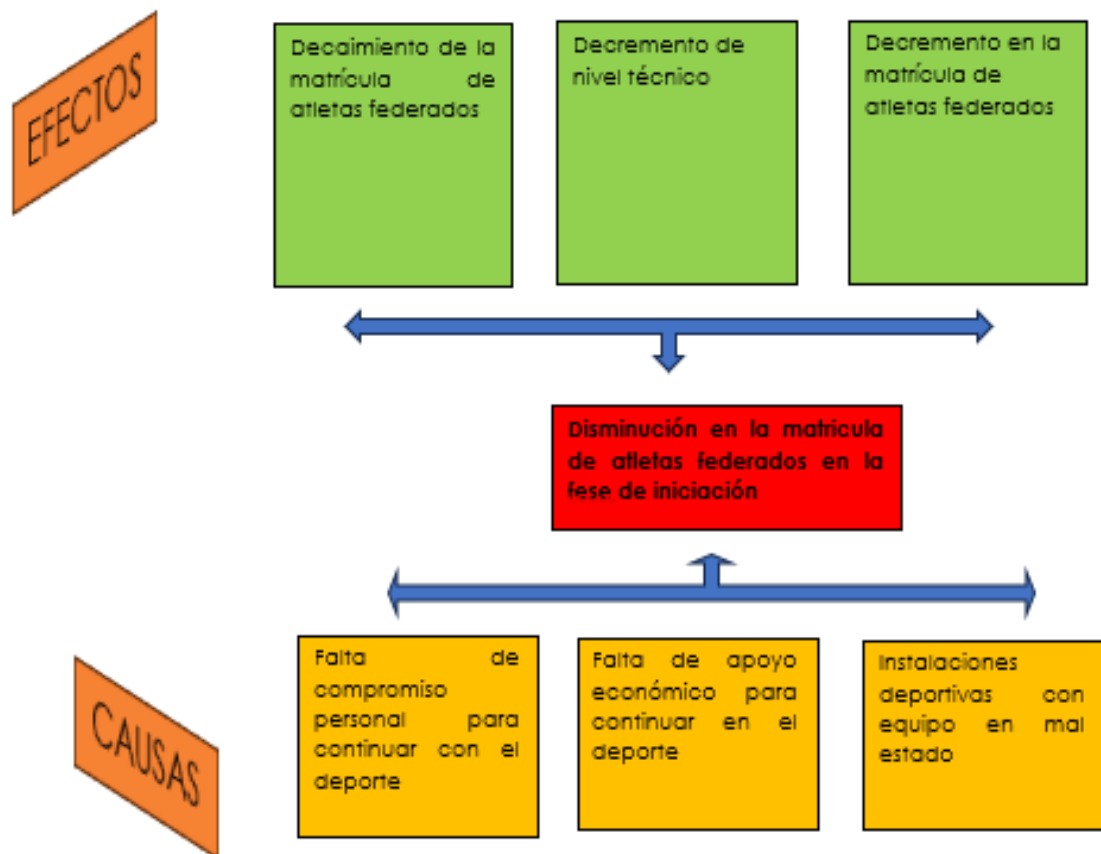 EFECTOS
Decaimiento de la
matrícula de
atletas federados
Decremento de
nivel técnico
Decremento en la
matrícula de
atletas federados
Disminución en la matricula
de atletas federados en la
fese de iniciación
CAUSAS
Falta de
compromiso
personal para
continuar con el
deporte
Falta de apoyo
económico para
continuar en el
deporte
Instalaciones
deportivas con
equipo en mal
estado